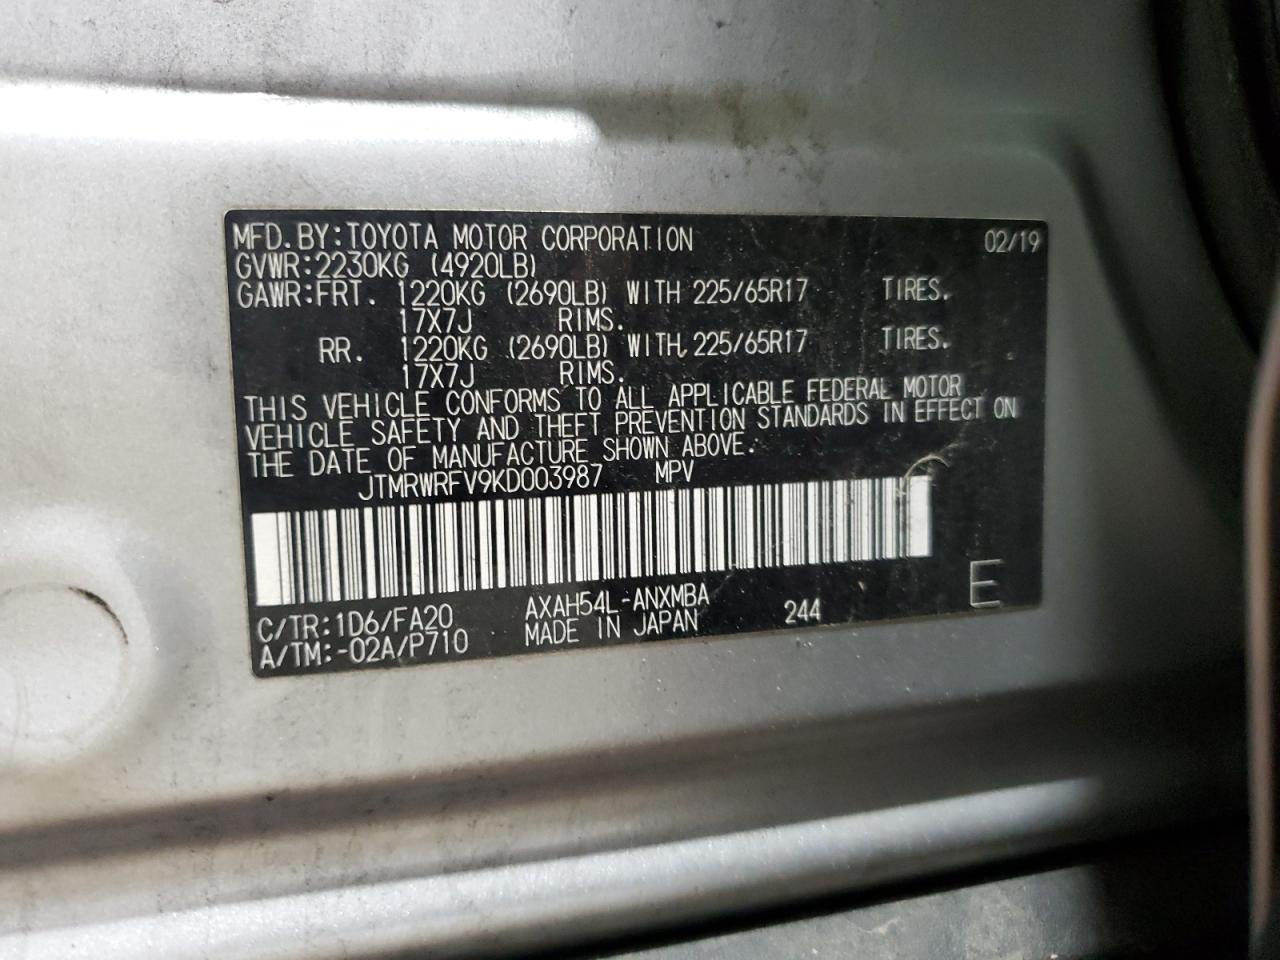 MFD.BY:TOYOTA MOTOR CORPORATION 02/19
GVWR:2230KG (4920LB)
GAWR:FRT. 1220KG (2690LB) WITH 225/65R17 TIRES.
17X7J RIMS.
RR. 1220KG (2690LB) WITH 225/65R17 TIRES.
17X7J RIMS.
THIS VEHICLE CONFORMS TO ALL APPLICABLE FEDERAL MOTOR
VEHICLE SAFETY AND THEFT PREVENTION STANDARDS IN EFFECT ON
THE DATE OF MANUFACTURE SHOWN ABOVE.
JTMRWRFV9KD003987 MPV
C/TR:1D6/FA20 AXAH54L-ANXMBA 244 E
A/TM:-02A/P710 MADE IN JAPAN